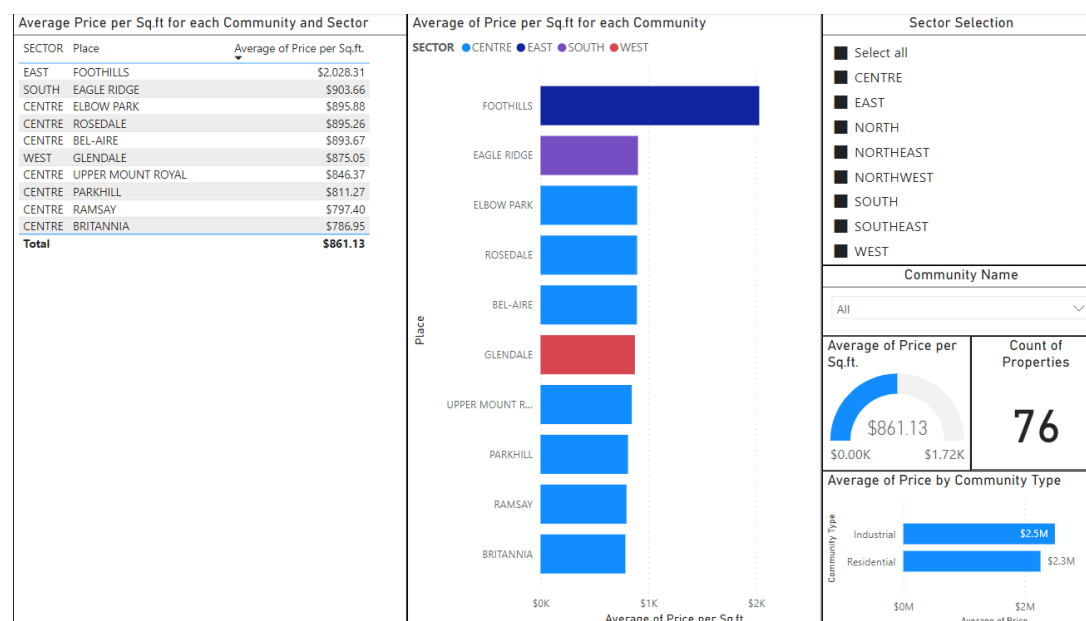 Average Price per Sq.ft for each Community and Sector
SECTOR Place Average of Price per Sq.ft.
EAST FOOTHILLS $2,028.31
SOUTH EAGLE RIDGE $903.66
CENTRE ELBOW PARK $895.88
CENTRE ROSEDALE $895.26
CENTRE BEL-AIRE $893.67
WEST GLENDALE $875.05
CENTRE UPPER MOUNT ROYAL $846.37
CENTRE PARKHILL $811.27
CENTRE RAMSAY $797.40
CENTRE BRITANNIA $786.95
Total $861.13
Average of Price per Sq.ft for each Community
SECTOR CENTRE EAST SOUTH WEST
Place
FOOTHILLS
EAGLE RIDGE
ELBOW PARK
ROSEDALE
BEL-AIRE
GLENDALE
UPPER MOUNT R...
PARKHILL
RAMSAY
BRITANNIA
$0K $1K $2K
Average of Price per Sq.ft
Sector Selection
Select all
CENTRE
EAST
NORTH
NORTHEAST
NORTHWEST
SOUTH
SOUTHEAST
WEST
Community Name
All
Average of Price per
Sq.ft.
$861.13
$0.00K $1.72K
Count of
Properties
76
Average of Price by Community Type
Community Type
Industrial $2.5M
Residential $2.3M
$0M $2M
Average of Price